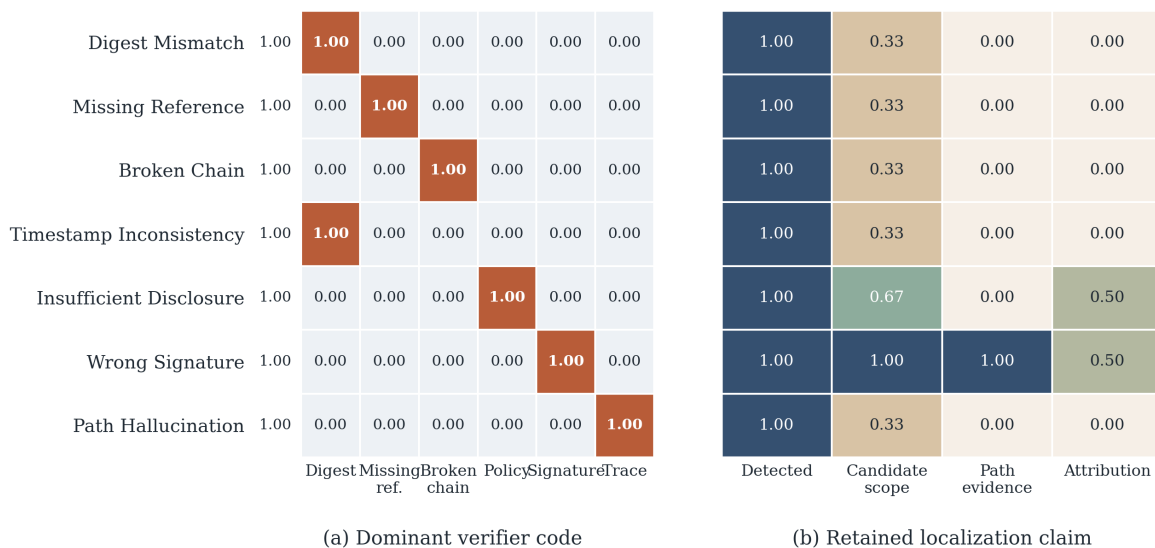 Digest Mismatch 1.00 1.00 0.00 0.00 0.00 0.00 0.00 1.00 0.33 0.00 0.00
Missing Reference 1.00 0.00 1.00 0.00 0.00 0.00 0.00 1.00 0.33 0.00 0.00
Broken Chain 1.00 0.00 0.00 1.00 0.00 0.00 0.00 1.00 0.33 0.00 0.00
Timestamp Inconsistency 1.00 1.00 0.00 0.00 0.00 0.00 0.00 1.00 0.33 0.00 0.00
Insufficient Disclosure 1.00 0.00 0.00 0.00 1.00 0.00 0.00 1.00 0.67 0.00 0.50
Wrong Signature 1.00 0.00 0.00 0.00 0.00 1.00 0.00 1.00 1.00 1.00 0.50
Path Hallucination 1.00 0.00 0.00 0.00 0.00 0.00 1.00 1.00 0.33 0.00 0.00
Digest Missing Broken Policy Signature Trace Detected Candidate Path Attribution
ref. chain scope evidence
(a) Dominant verifier code (b) Retained localization claim